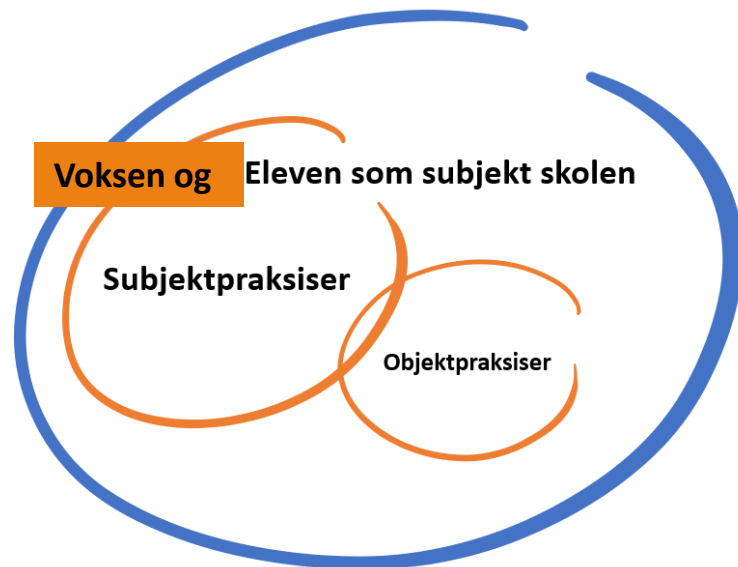 Voksen og Eleven som subjekt skolen
Subjektpraksiser
Objektpraksiser